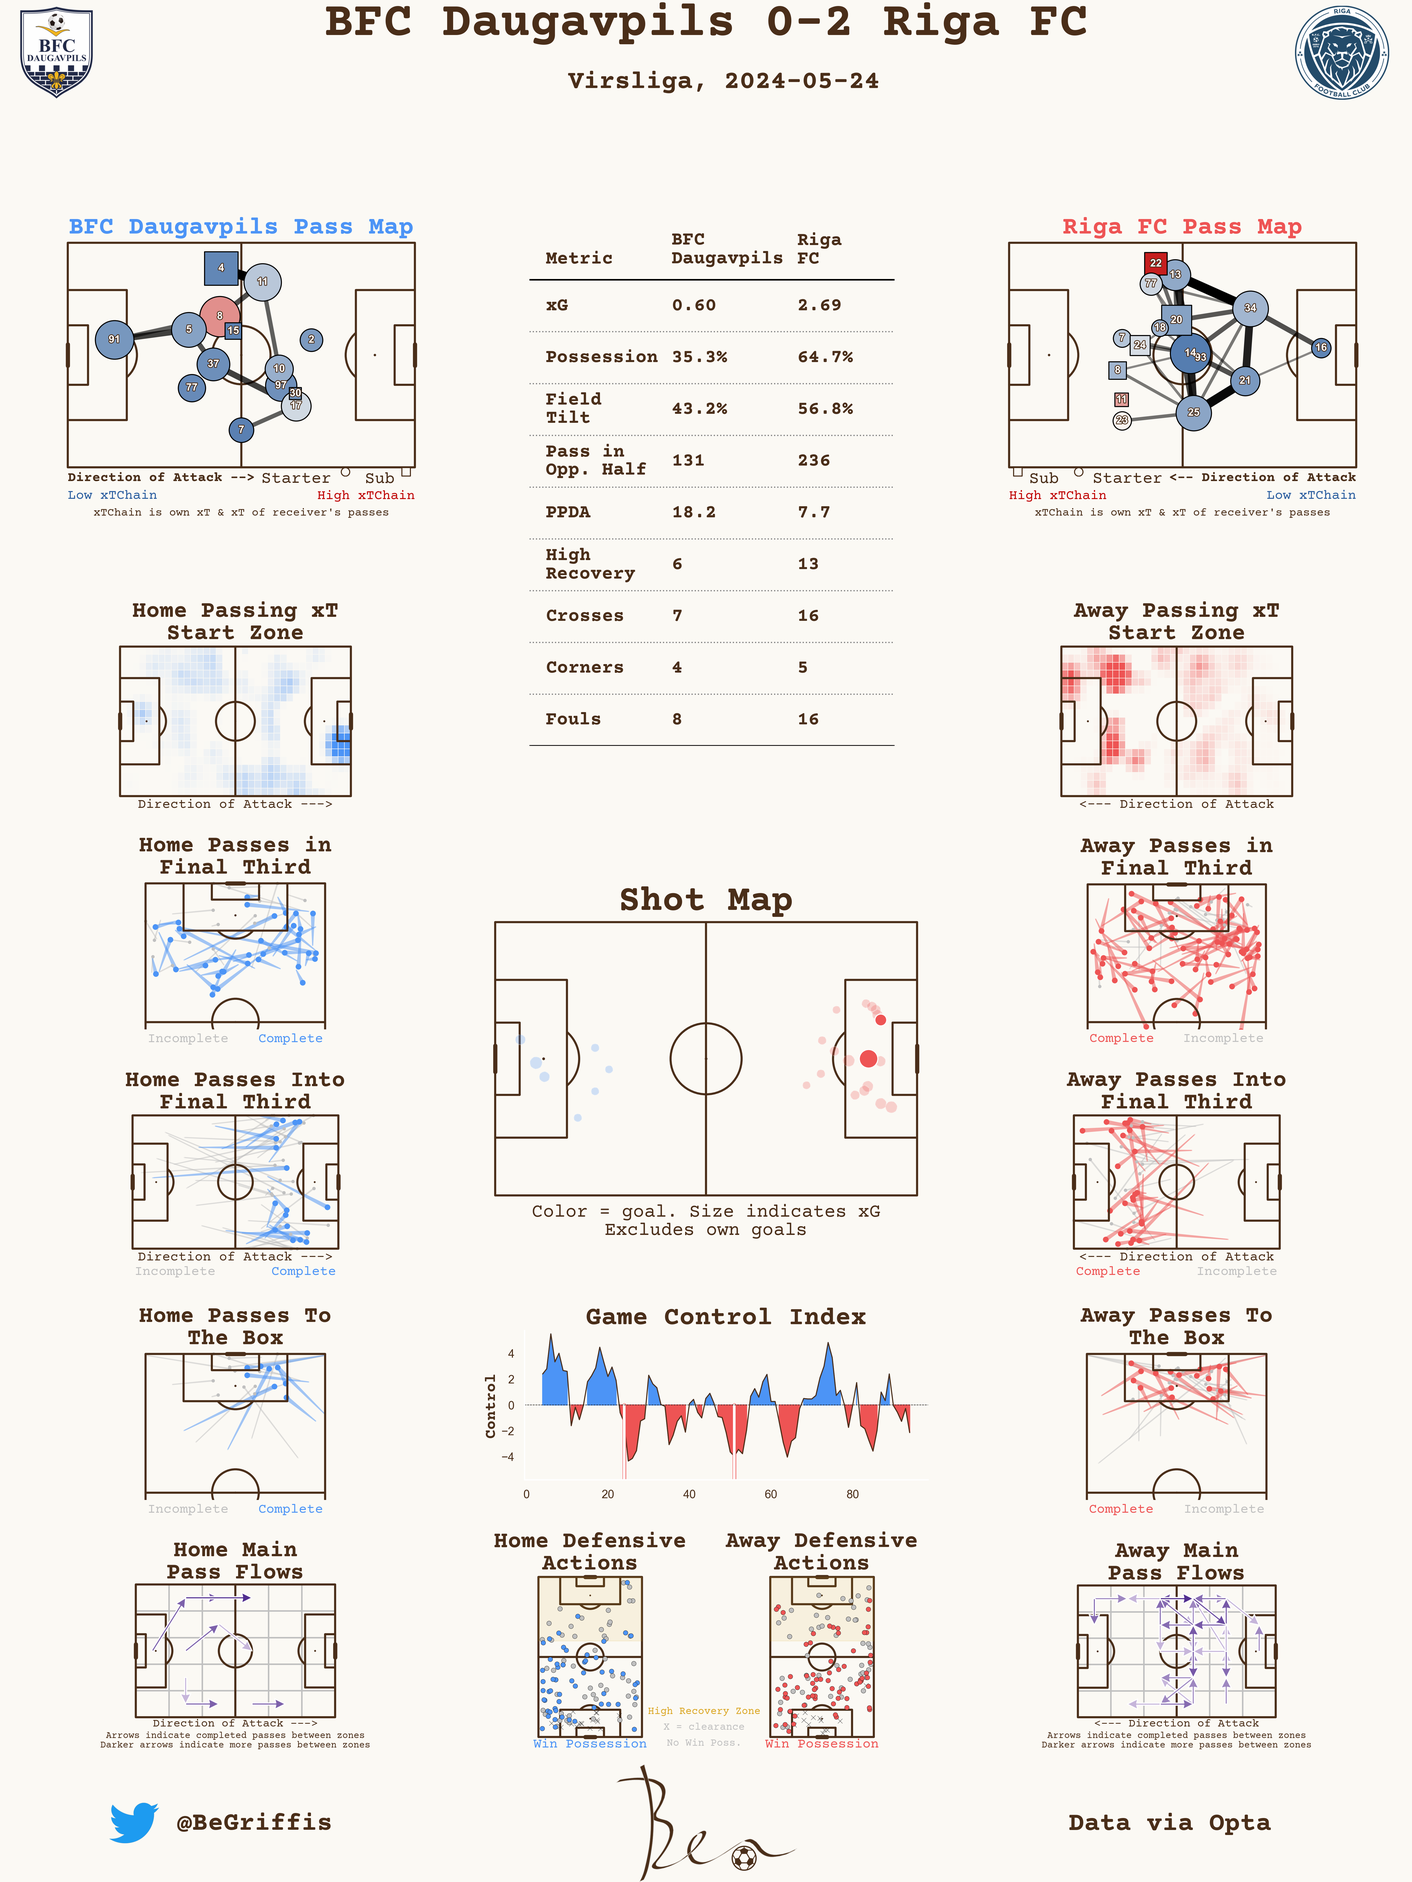 BFC Daugavpils 0-2 Riga FC
Virsliga, 2024-05-24
BFC
DAUGAVPILS
RIGA
FOOTBALL CLUB
BFC Daugavpils Pass Map
4
11
8
15
5
91
2
37
10
77
97
30
17
7
Direction of Attack --> Starter Sub
Low xTChain High xTChain
xTChain is own xT & xT of receiver's passes
Metric BFC Daugavpils Riga FC
xG 0.60 2.69
Possession 35.3% 64.7%
Field Tilt 43.2% 56.8%
Pass in Opp. Half 131 236
PPDA 18.2 7.7
High Recovery 6 13
Crosses 7 16
Corners 4 5
Fouls 8 16
Riga FC Pass Map
22
13
77
34
20
18
7
24
16
14
93
8
21
11
25
23
Sub Starter <-- Direction of Attack
High xTChain Low xTChain
xTChain is own xT & xT of receiver's passes
Home Passing xT
Start Zone
Direction of Attack --->
Away Passing xT
Start Zone
<--- Direction of Attack
Home Passes in
Final Third
Incomplete Complete
Away Passes in
Final Third
Complete Incomplete
Shot Map
Color = goal. Size indicates xG
Excludes own goals
Home Passes Into
Final Third
Direction of Attack --->
Incomplete Complete
Away Passes Into
Final Third
<--- Direction of Attack
Complete Incomplete
Home Passes To
The Box
Incomplete Complete
Game Control Index
Control
4
2
0
−2
−4
0 20 40 60 80
Away Passes To
The Box
Complete Incomplete
Home Main
Pass Flows
Direction of Attack --->
Arrows indicate completed passes between zones
Darker arrows indicate more passes between zones
Home Defensive
Actions
Win Possession
Away Defensive
Actions
Win Possession
High Recovery Zone
X = clearance
No Win Poss.
Away Main
Pass Flows
<--- Direction of Attack
Arrows indicate completed passes between zones
Darker arrows indicate more passes between zones
@BeGriffis
Ben
Data via Opta